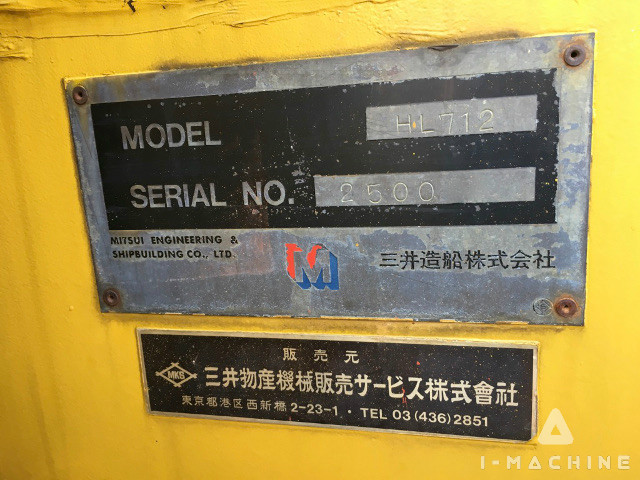 MODEL HL712
SERIAL NO. 2500
MITSUI ENGINEERING &
SHIPBUILDING CO., LTD
三井造船株式会社
販売元
MKS 三井物産機械販売サービス株式會社
東京都港区西新橋2-23-1・TEL 03(436)2851
I-MACHINE